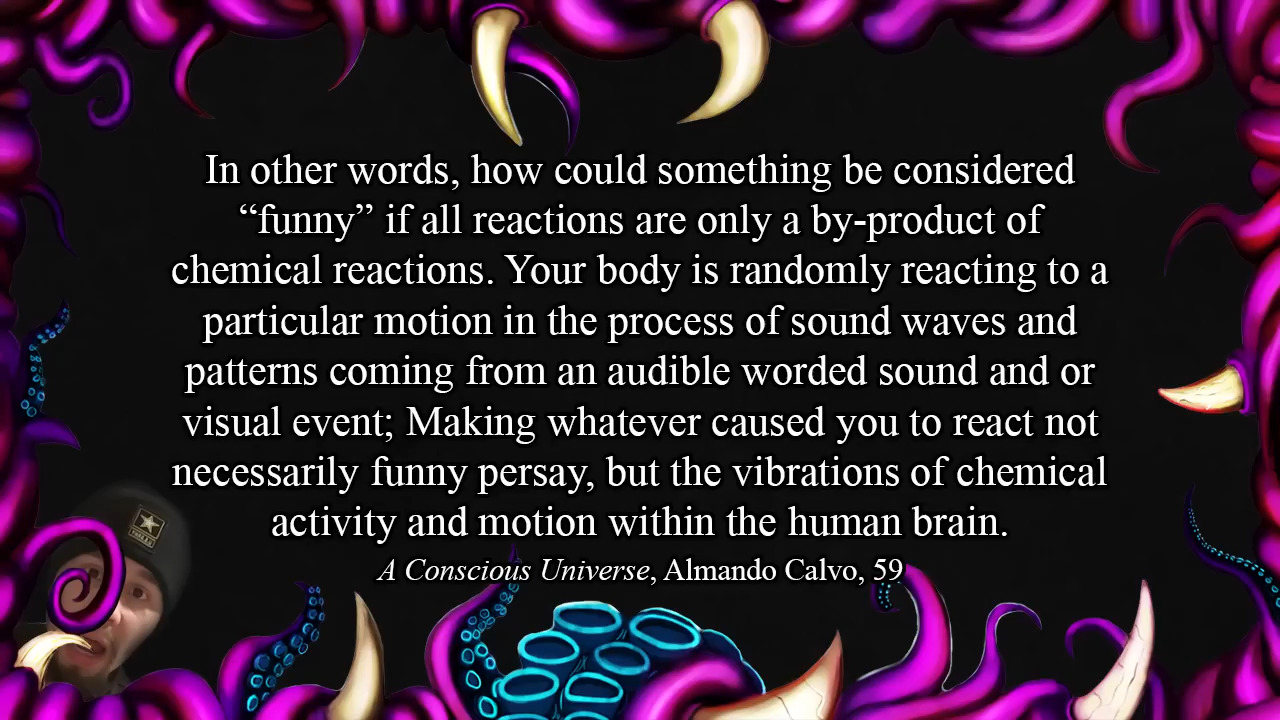 In other words, how could something be considered
“funny” if all reactions are only a by-product of
chemical reactions. Your body is randomly reacting to a
particular motion in the process of sound waves and
patterns coming from an audible worded sound and or
visual event; Making whatever caused you to react not
necessarily funny persay, but the vibrations of chemical
activity and motion within the human brain.
A Conscious Universe, Almando Calvo, 59